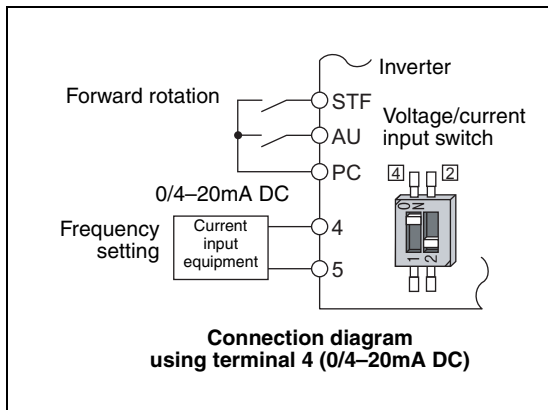 Inverter
Forward rotation
STF
Voltage/current
input switch
AU
PC
4 2
0/4–20mA DC
ON
Frequency
setting
Current
input
equipment
4
5
1 2
Connection diagram
using terminal 4 (0/4–20mA DC)